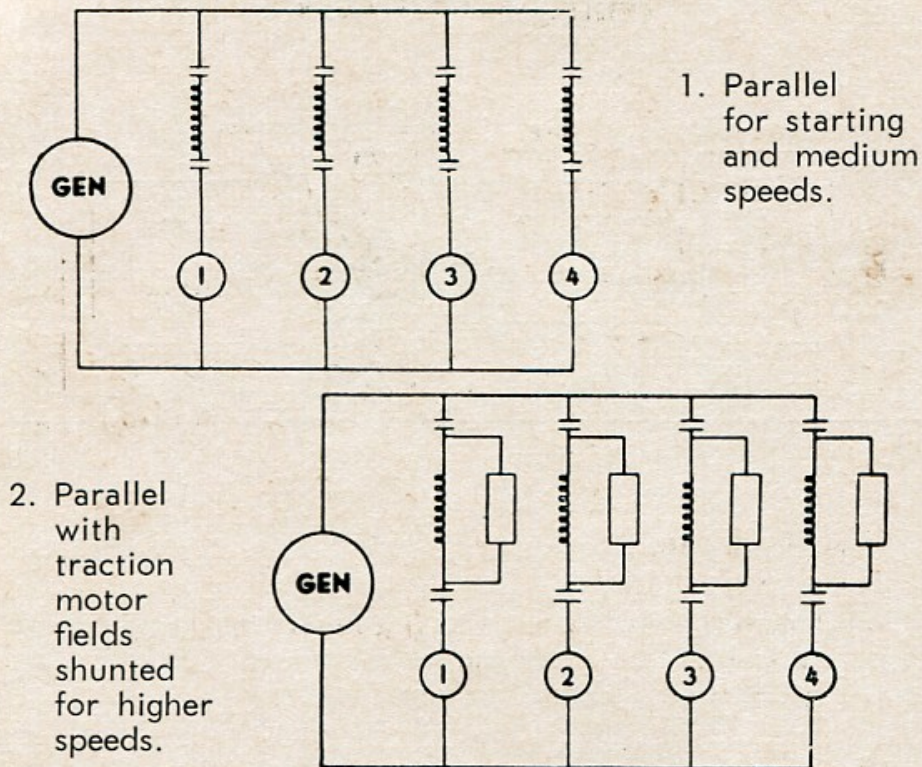 1. Parallel
for starting
and medium
speeds.
GEN
1 2 3 4
2. Parallel
with
traction
motor
fields
shunted
for higher
speeds.
GEN
1 2 3 4